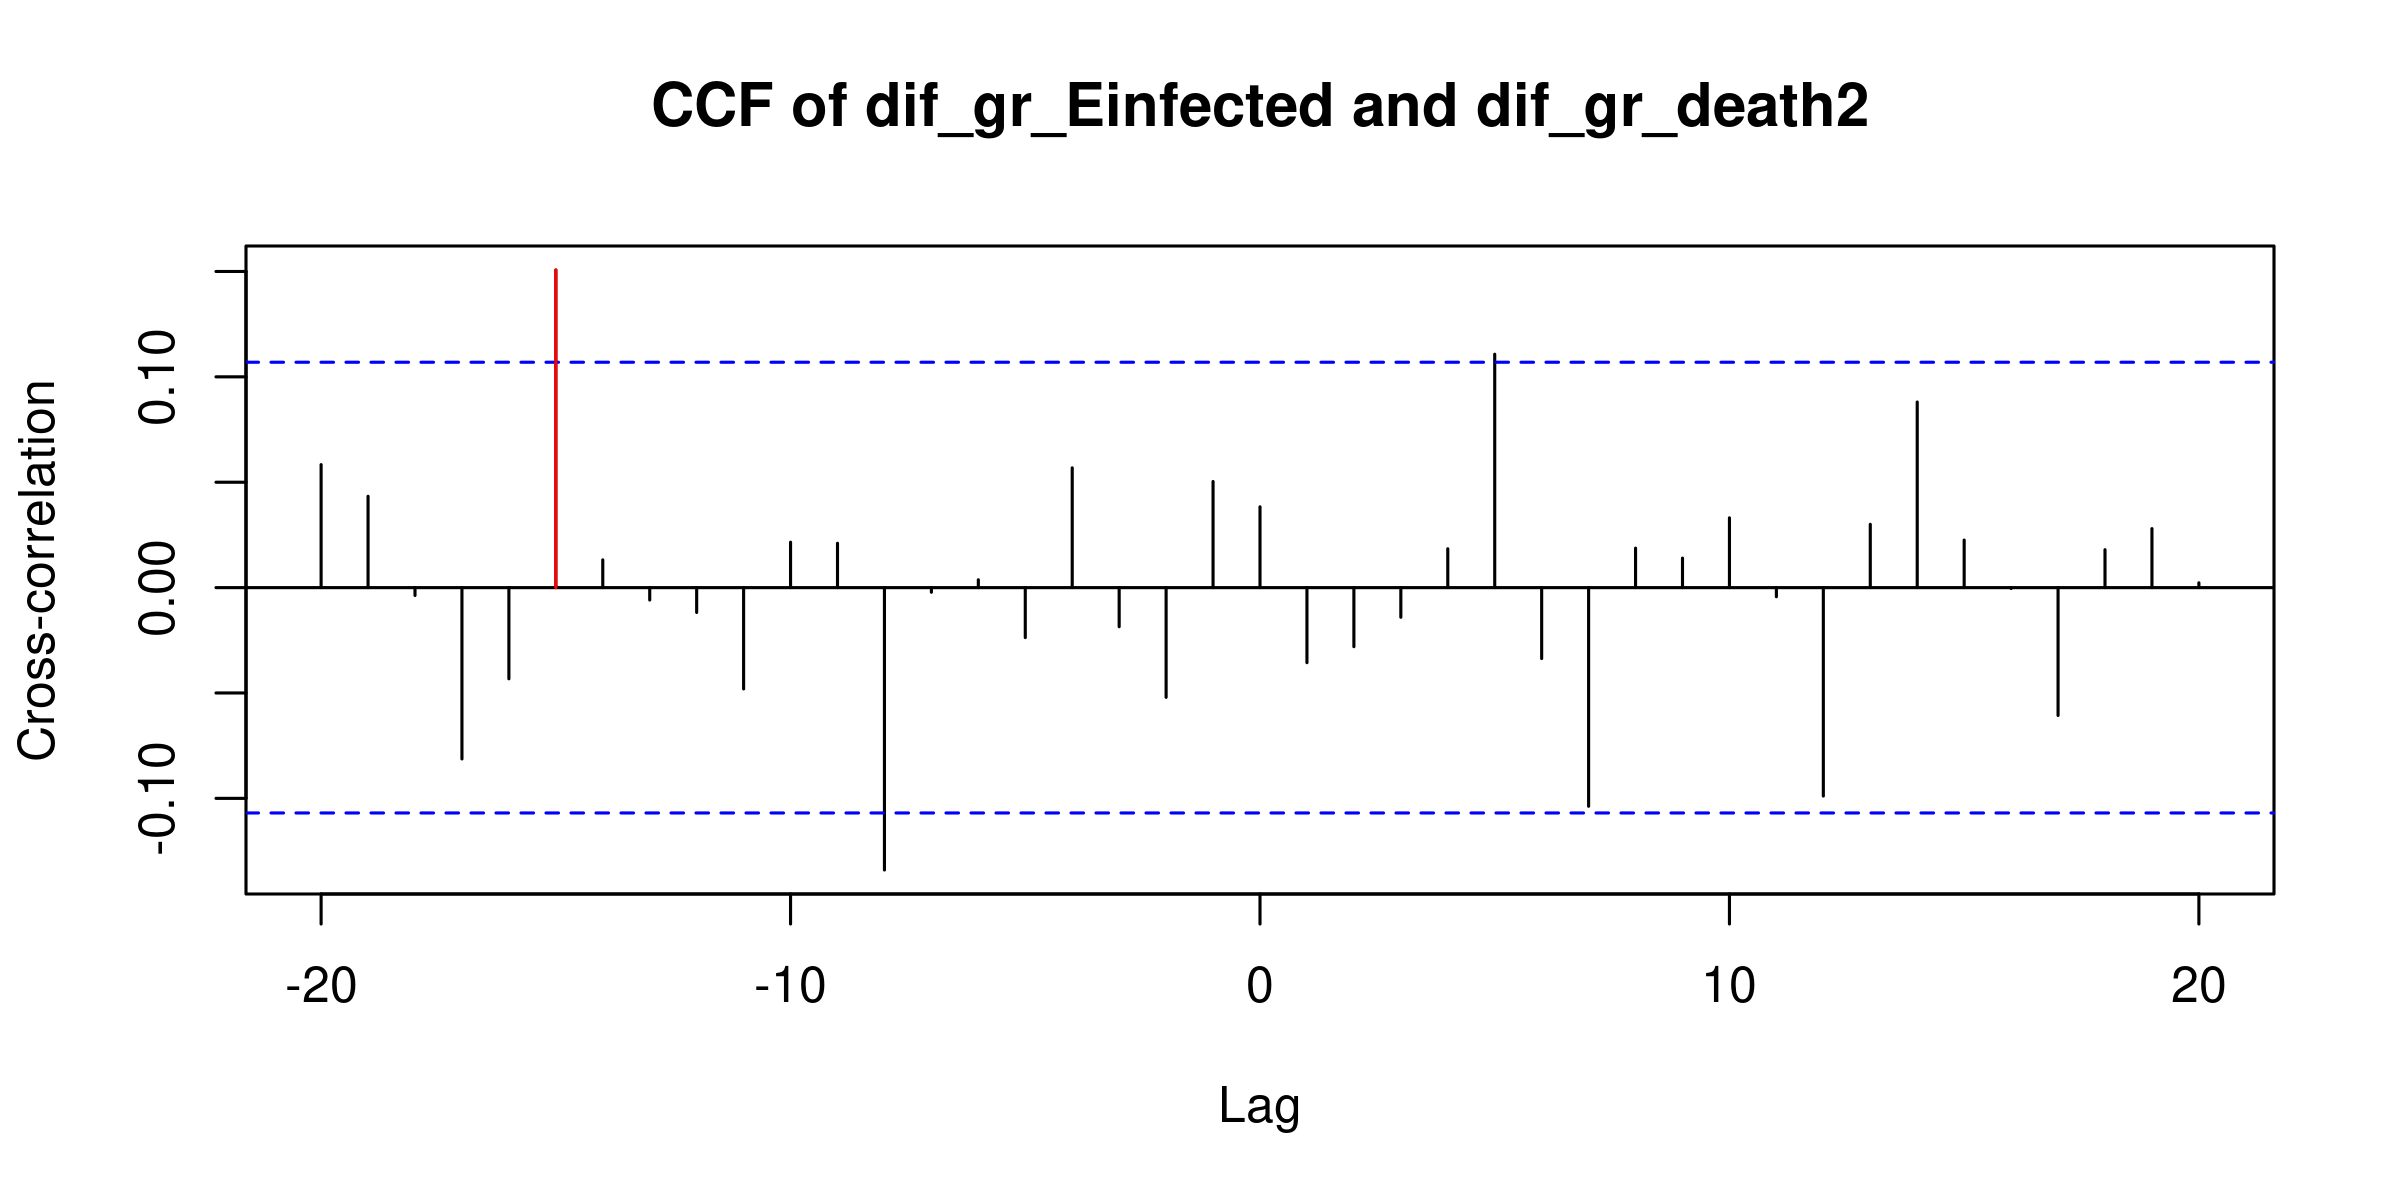 CCF of dif_gr_Einfected and dif_gr_death2
Cross-correlation
0.10
0.00
-0.10
-20 -10 0 10 20
Lag